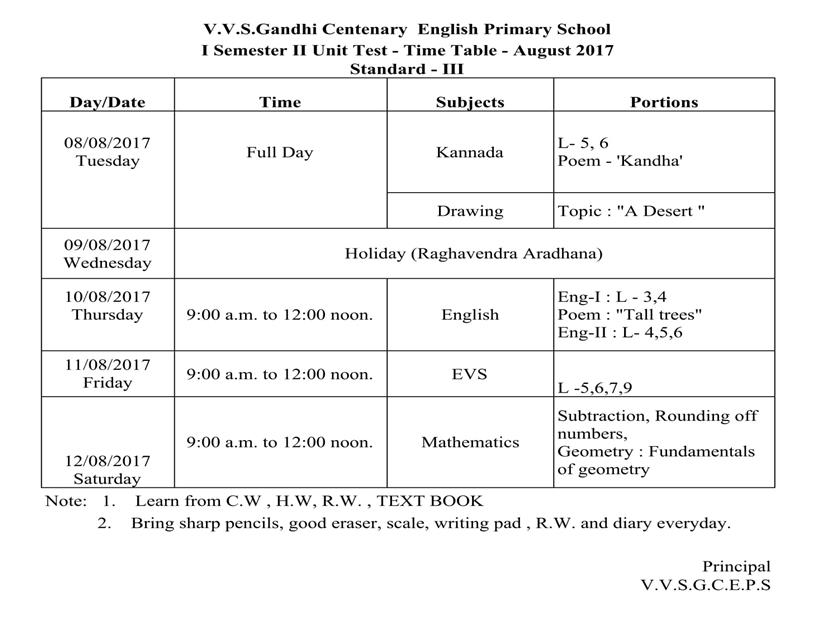 V.V.S.Gandhi Centenary English Primary School
I Semester II Unit Test - Time Table - August 2017
Standard - III
Day/Date Time Subjects Portions
08/08/2017
Tuesday
Full Day
Kannada
L- 5, 6
Poem - 'Kandha'
Drawing
Topic : "A Desert "
09/08/2017
Wednesday
Holiday (Raghavendra Aradhana)
10/08/2017
Thursday
9:00 a.m. to 12:00 noon.
English
Eng-I : L - 3,4
Poem : "Tall trees"
Eng-II : L- 4,5,6
11/08/2017
Friday
9:00 a.m. to 12:00 noon.
EVS
L -5,6,7,9
12/08/2017
Saturday
9:00 a.m. to 12:00 noon.
Mathematics
Subtraction, Rounding off
numbers,
Geometry : Fundamentals
of geometry
Note: 1. Learn from C.W , H.W, R.W. , TEXT BOOK
2. Bring sharp pencils, good eraser, scale, writing pad , R.W. and diary everyday.
Principal
V.V.S.G.C.E.P.S